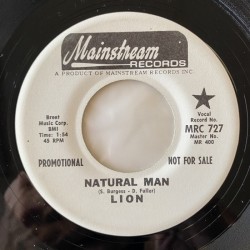 Mainstream
RECORDS
A PRODUCT OF MAINSTREAM RECORDS INC.
Brent
Music Corp.
BMI
Time: 1:54
45 RPM
Vocal
Record No.
MRC 727
Master No.
MR 400
PROMOTIONAL
NOT FOR SALE
NATURAL MAN
(S. Burgess - D. Fuller)
LION